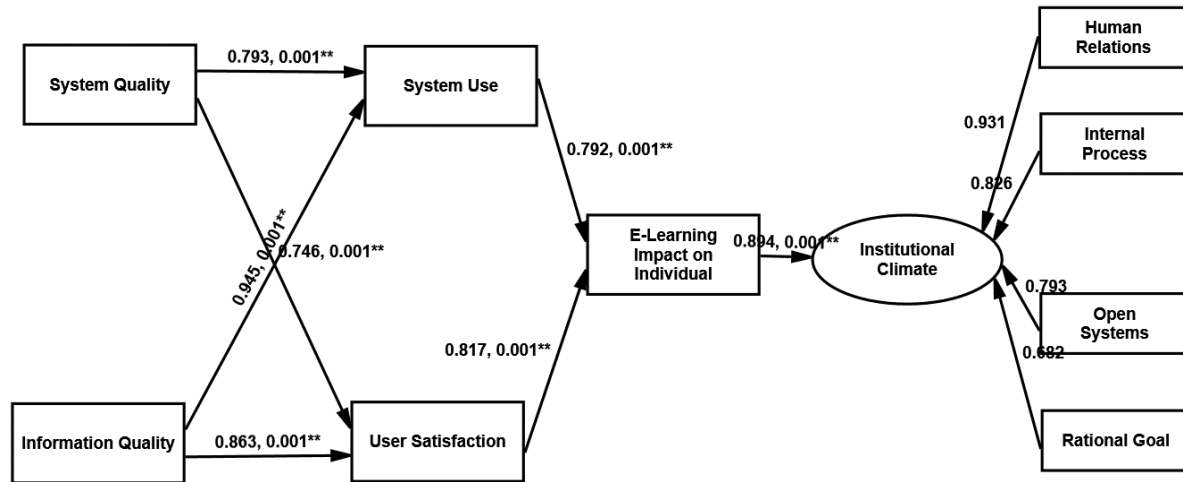 Human
Relations
0.793, 0.001**
System Quality
System Use
0.931
Internal
Process
0.792, 0.001**
0.826
0.945, 0.001**
0.746, 0.001**
E-Learning
Impact on
Individual
0.894, 0.001**
Institutional
Climate
0.793
Open
Systems
0.817, 0.001**
0.682
Information Quality
0.863, 0.001**
User Satisfaction
Rational Goal